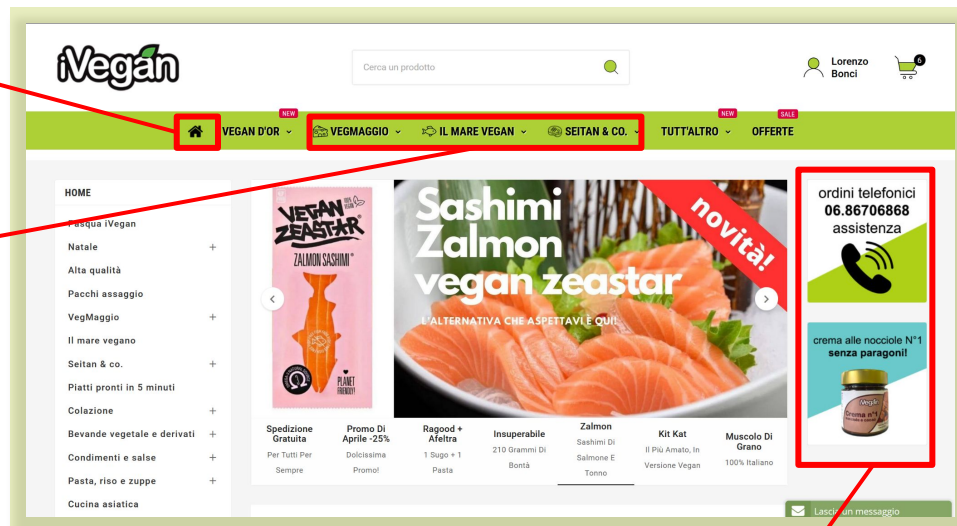 iVegan
Cerca un prodotto
Lorenzo
Bonci
6
NEW
NEW
SALE
VEGAN D'OR
VEGMAGGIO
IL MARE VEGAN
SEITAN & CO.
TUTT'ALTRO
OFFERTE
HOME
Pasqua iVegan
Natale +
Alta qualità
Pacchi assaggio
VegMaggio +
Il mare vegano
Seitan & co. +
Piatti pronti in 5 minuti
Colazione +
Bevande vegetale e derivati +
Condimenti e salse +
Pasta, riso e zuppe +
Cucina asiatica
VEGAN
ZEASTAR
ZALMON SASHIMI
PLANET
FRIENDLY!
Sashimi
Zalmon
vegan zeastar
L'ALTERNATIVA CHE ASPETTAVI È QUI!
novità!
Spedizione
Gratuita
Per Tutti Per
Sempre
Promo Di
Aprile -25%
Dolcissima
Promo!
Ragood +
Afeltra
1 Sugo + 1
Pasta
Insuperabile
210 Grammi Di
Bontà
Zalmon
Sashimi Di
Salmone E
Tonno
Kit Kat
Il Più Amato, In
Versione Vegan
Muscolo Di
Grano
100% Italiano
ordini telefonici
06.86706868
assistenza
crema alle nocciole N°1
senza paragoni!
iVegan
Crema n°1
Lascia un messaggio